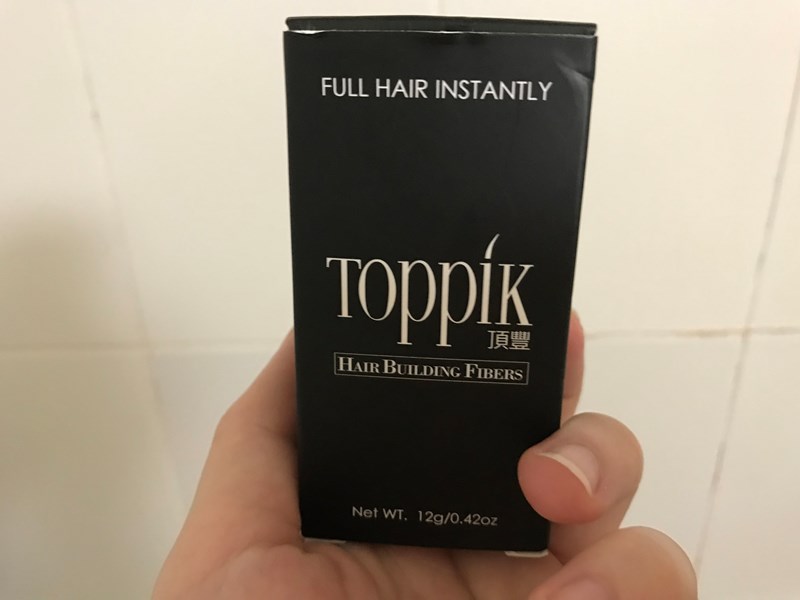 FULL HAIR INSTANTLY
TOPPiK
頂豐
HAIR BUILDING FIBERS
Net WT. 12g/0.42oz